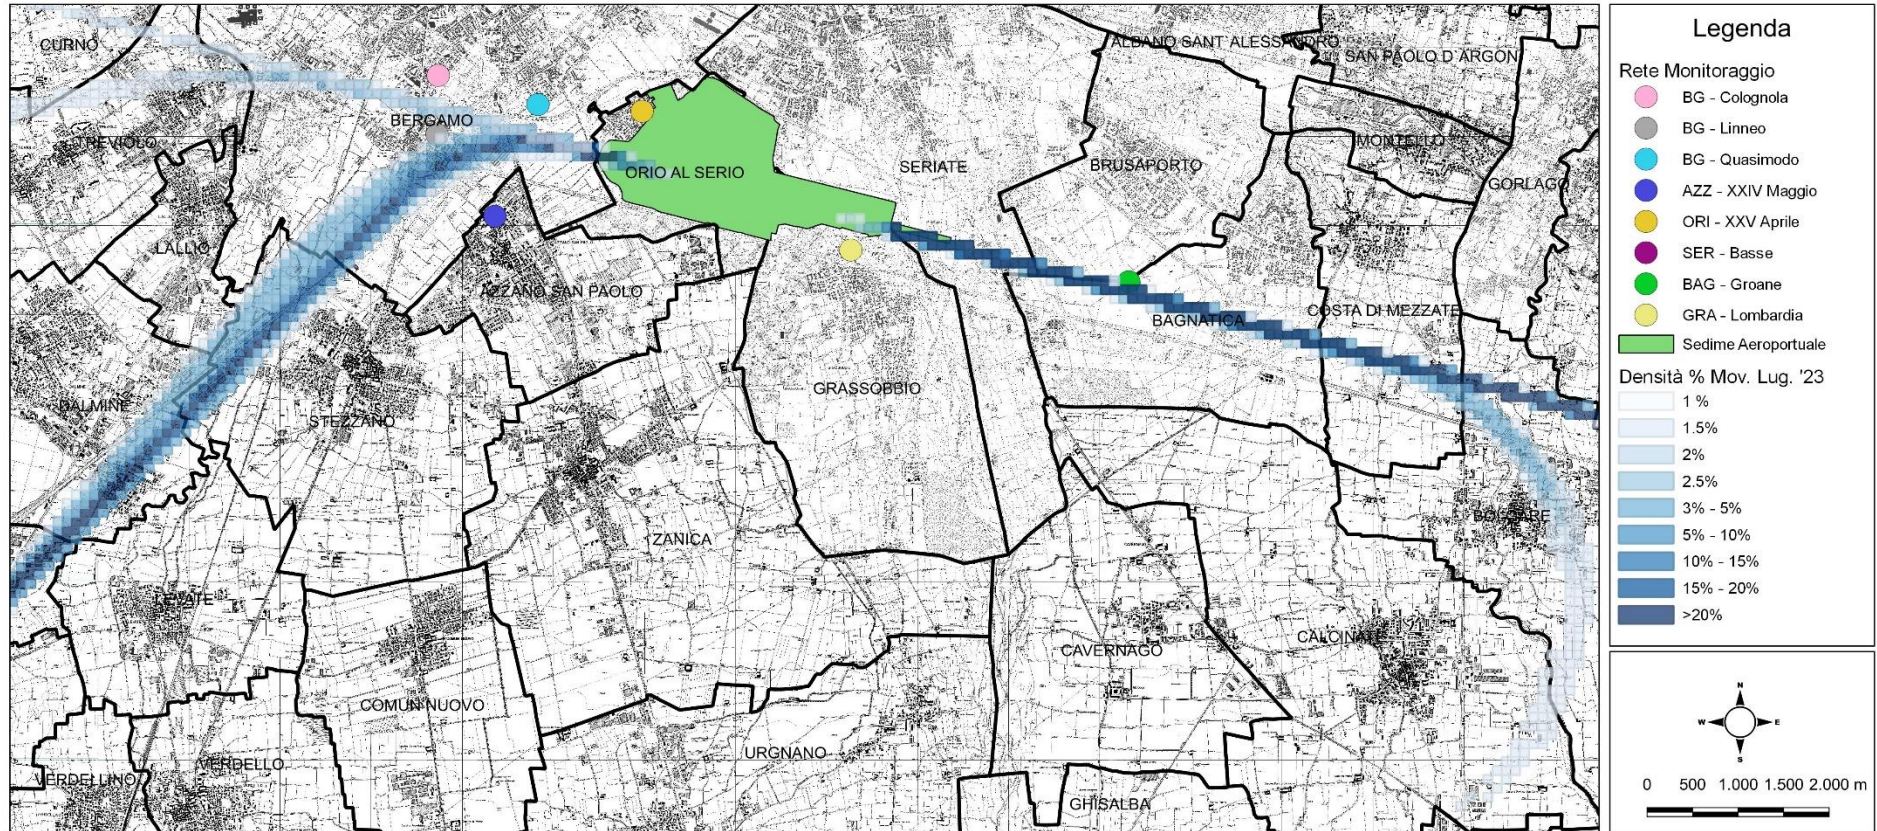 CURNO
ALBANO SANT'ALESSANDRO
SAN PAOLO D'ARGON
BERGAMO
TREVIOLO
MONTELLO
ORIO AL SERIO
SERIATE
BRUSAPORTO
GORLAGO
LALLIO
AZZANO SAN PAOLO
BAGNATICA
COSTA DI MEZZATE
DALMINE
STEZZANO
GRASSOBBIO
BOLGARE
ZANICA
LEVATE
CALCINATE
CAVERNAGO
COMUN NUOVO
URGNANO
VERDELLINO
VERDELLO
GHISALBA
Legenda
Rete Monitoraggio
BG - Colognola
BG - Linneo
BG - Quasimodo
AZZ - XXIV Maggio
ORI - XXV Aprile
SER - Basse
BAG - Groane
GRA - Lombardia
Sedime Aeroportuale
Densità % Mov. Lug. '23
1 %
1.5%
2%
2.5%
3% - 5%
5% - 10%
10% - 15%
15% - 20%
>20%
N
W E
S
0 500 1.000 1.500 2.000 m